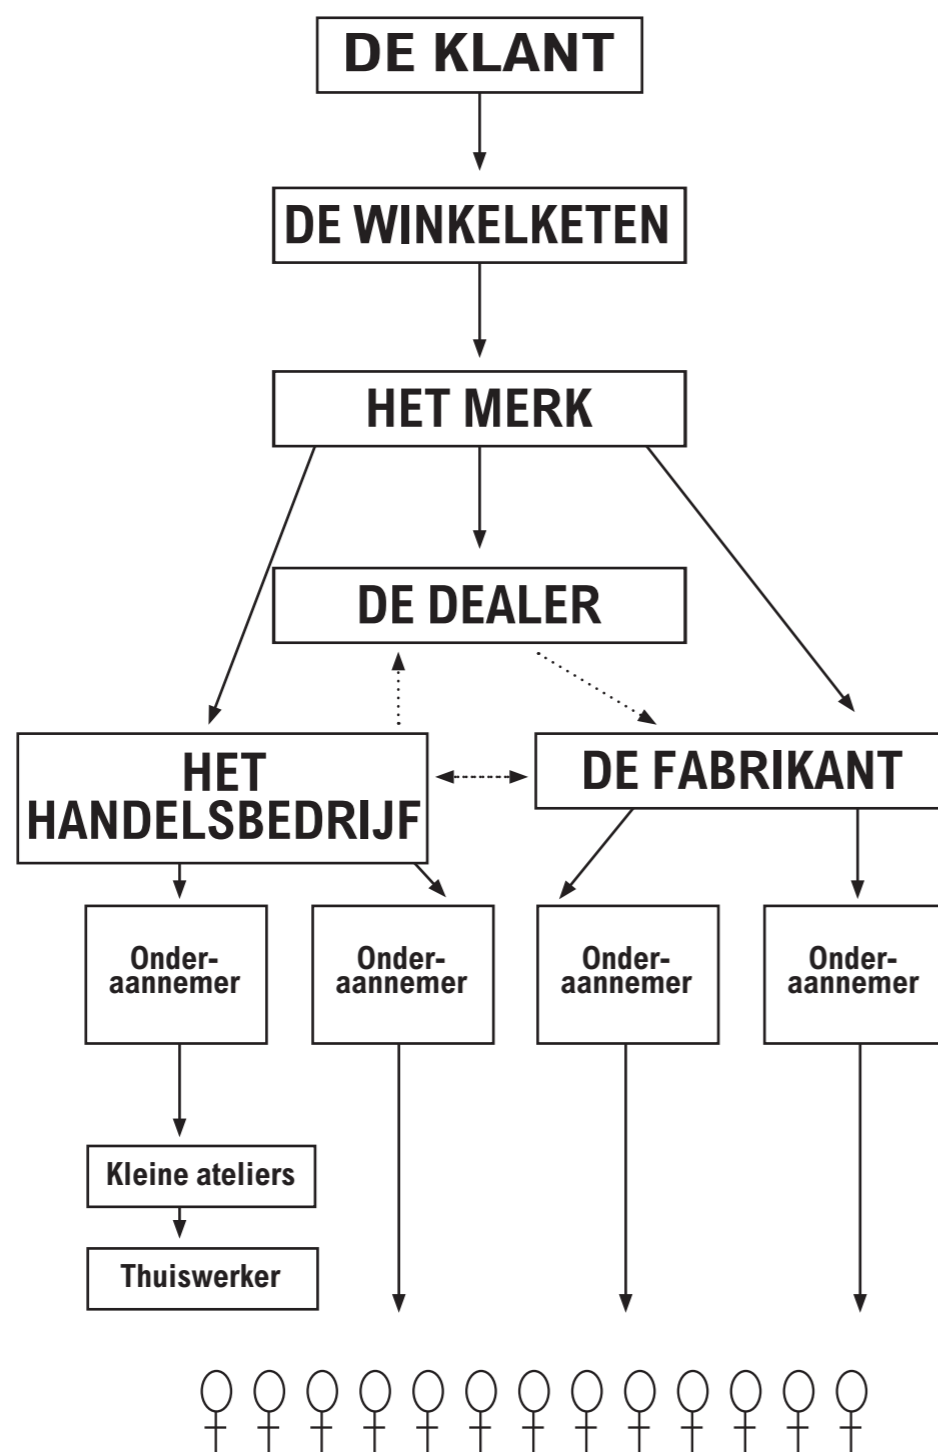 DE KLANT
DE WINKELKETEN
HET MERK
DE DEALER
HET
HANDELSBEDRIJF
DE FABRIKANT
Onder-
aannemer
Onder-
aannemer
Onder-
aannemer
Onder-
aannemer
Kleine ateliers
Thuiswerker